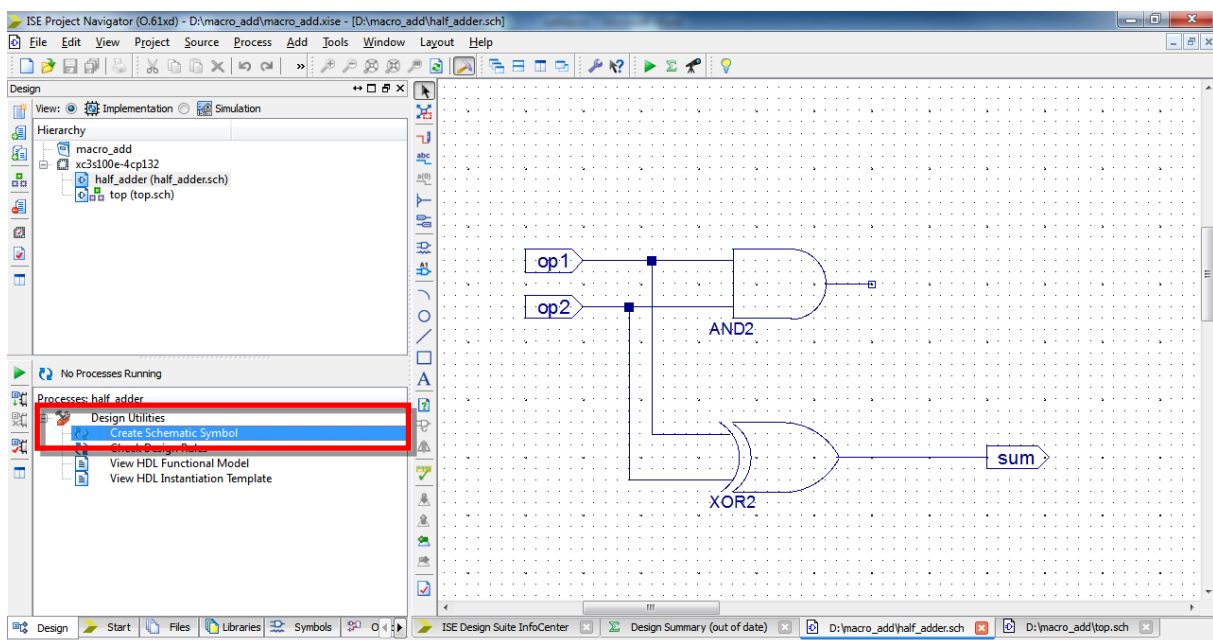 ISE Project Navigator (O.61xd) - D:\macro_add\macro_add.xise - [D:\macro_add\half_adder.sch]
File Edit View Project Source Process Add Tools Window Layout Help
Design
View: Implementation Simulation
Hierarchy
macro_add
xc3s100e-4cp132
half_adder (half_adder.sch)
top (top.sch)
No Processes Running
Processes: half_adder
Design Utilities
Create Schematic Symbol
Check Design Rules
View HDL Functional Model
View HDL Instantiation Template
op1
op2
AND2
XOR2
sum
Design Start Files Libraries Symbols O
ISE Design Suite InfoCenter Design Summary (out of date) D:\macro_add\half_adder.sch D:\macro_add\top.sch